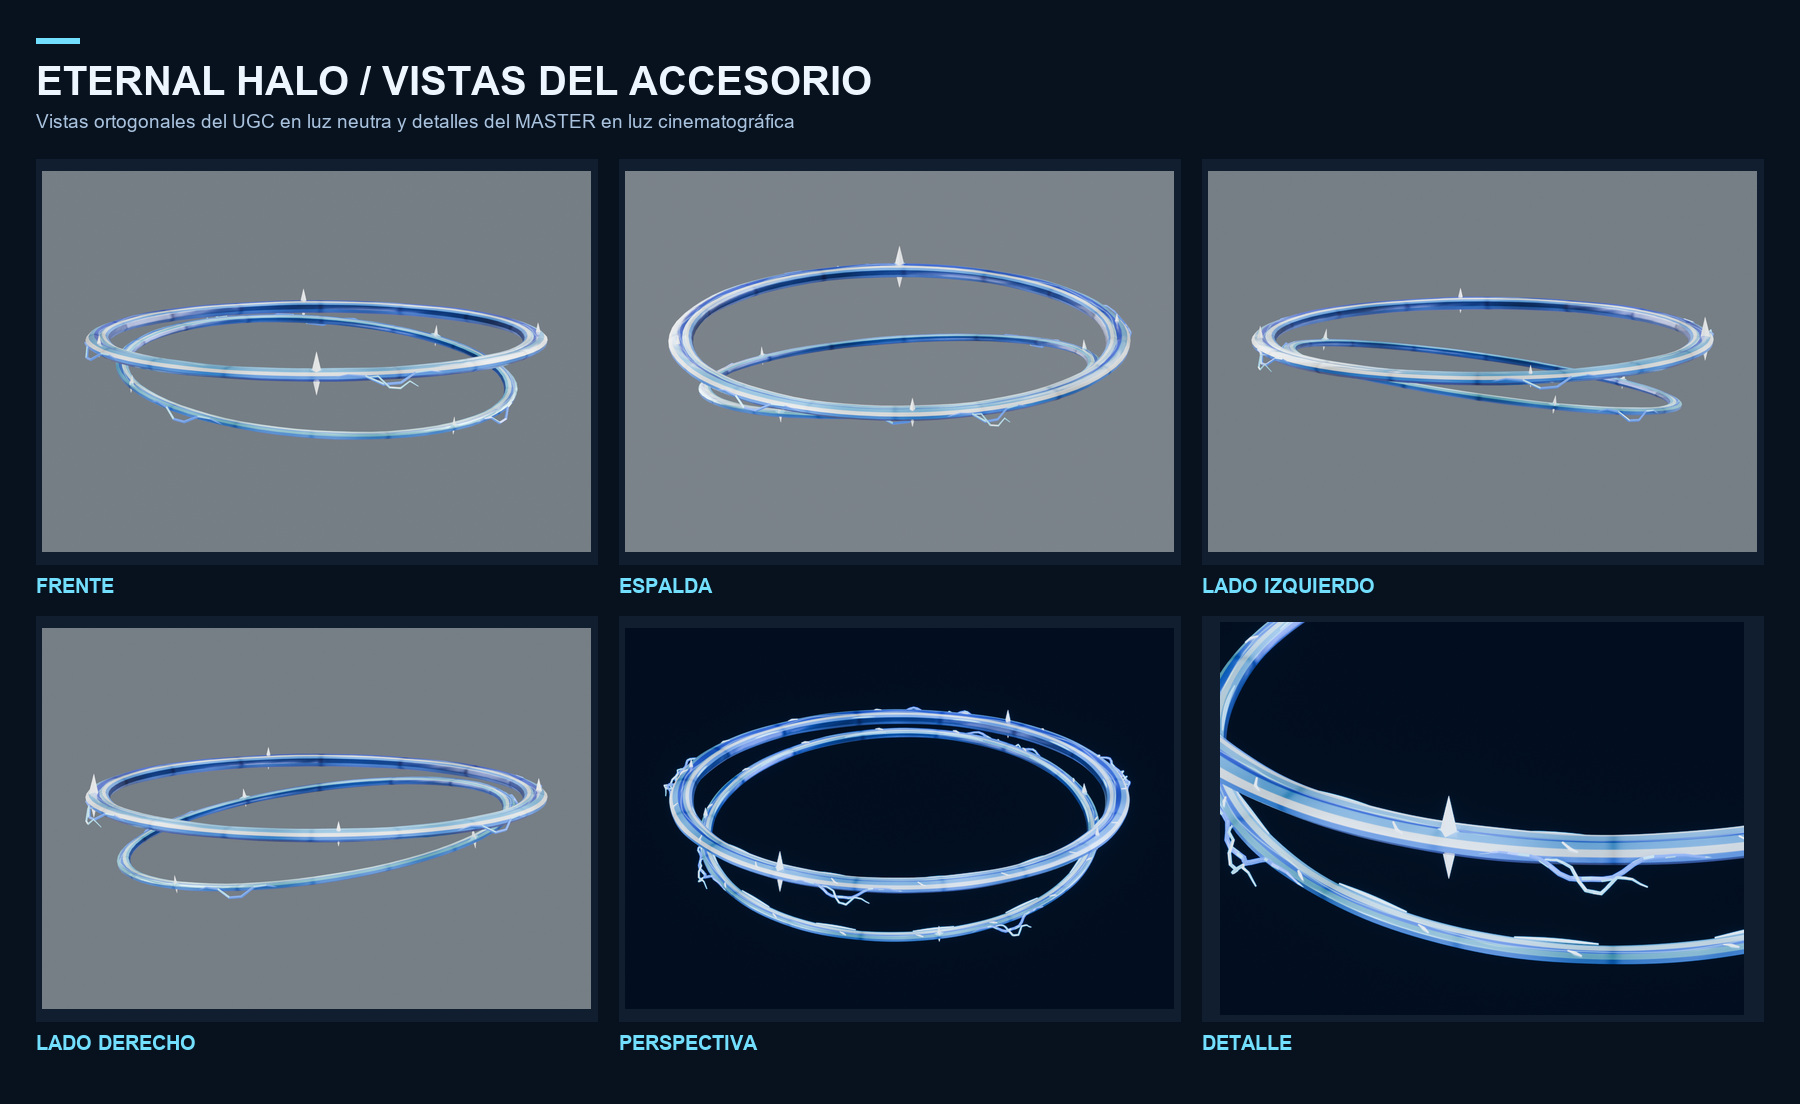 ETERNAL HALO / VISTAS DEL ACCESORIO
Vistas ortogonales del UGC en luz neutra y detalles del MASTER en luz cinematográfica
FRENTE
ESPALDA
LADO IZQUIERDO
LADO DERECHO
PERSPECTIVA
DETALLE